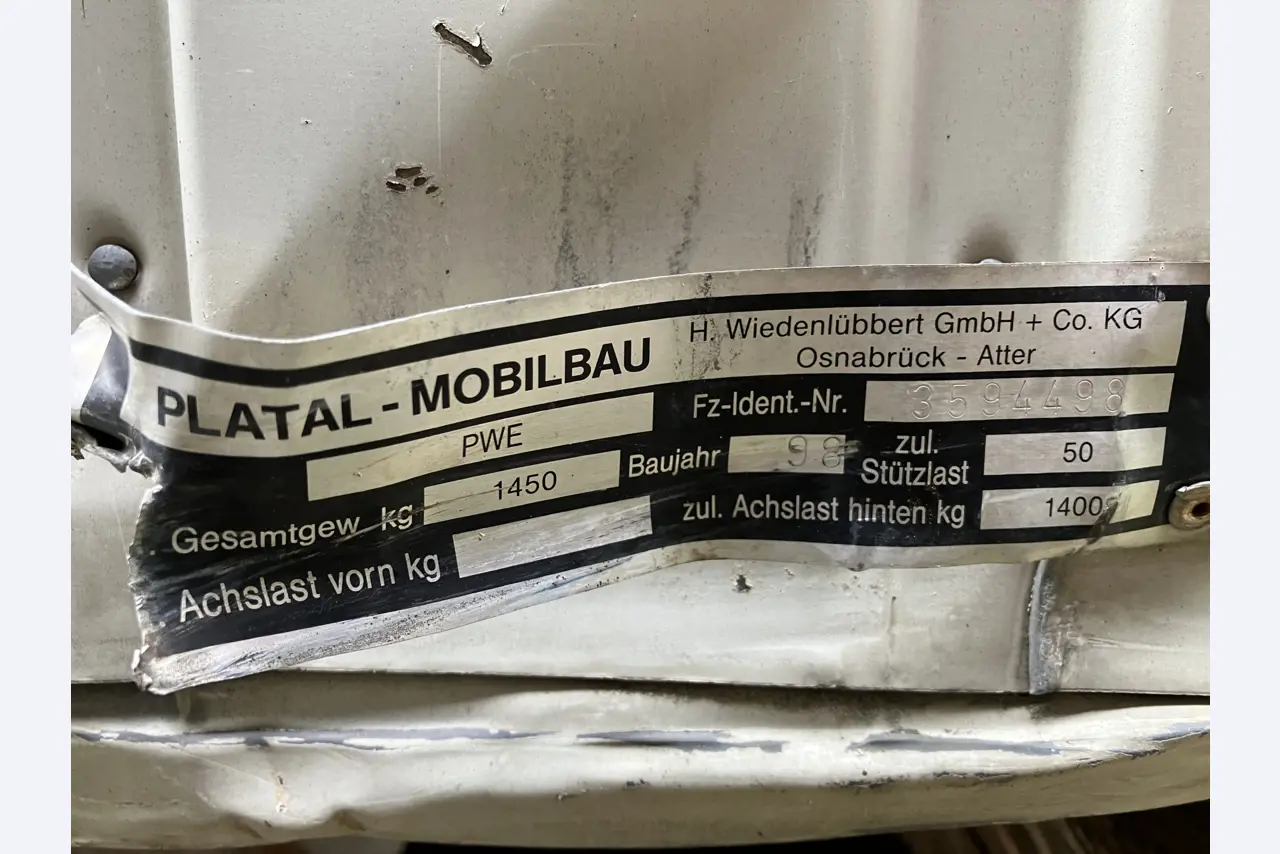 PLATAL - MOBILBAU
H. Wiedenlübbert GmbH + Co. KG
Osnabrück - Atter
PWE
Fz-Ident.-Nr. 3594498
Gesamtgew kg 1450
Baujahr 98
zul. Stützlast 50
Achslast vorn kg
zul. Achslast hinten kg 1400